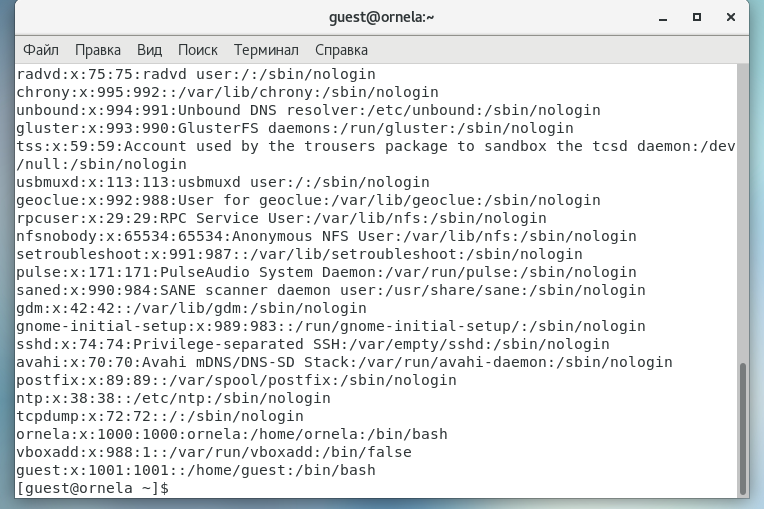 guest@ornela:~
Файл Правка Вид Поиск Терминал Справка
radvd:x:75:75:radvd user:/:/sbin/nologin
chrony:x:995:992::/var/lib/chrony:/sbin/nologin
unbound:x:994:991:Unbound DNS resolver:/etc/unbound:/sbin/nologin
gluster:x:993:990:GlusterFS daemons:/run/gluster:/sbin/nologin
tss:x:59:59:Account used by the trousers package to sandbox the tcsd daemon:/dev
/null:/sbin/nologin
usbmuxd:x:113:113:usbmuxd user:/:/sbin/nologin
geoclue:x:992:988:User for geoclue:/var/lib/geoclue:/sbin/nologin
rpcuser:x:29:29:RPC Service User:/var/lib/nfs:/sbin/nologin
nfsnobody:x:65534:65534:Anonymous NFS User:/var/lib/nfs:/sbin/nologin
setroubleshoot:x:991:987::/var/lib/setroubleshoot:/sbin/nologin
pulse:x:171:171:PulseAudio System Daemon:/var/run/pulse:/sbin/nologin
saned:x:990:984:SANE scanner daemon user:/usr/share/sane:/sbin/nologin
gdm:x:42:42::/var/lib/gdm:/sbin/nologin
gnome-initial-setup:x:989:983::/run/gnome-initial-setup/:/sbin/nologin
sshd:x:74:74:Privilege-separated SSH:/var/empty/sshd:/sbin/nologin
avahi:x:70:70:Avahi mDNS/DNS-SD Stack:/var/run/avahi-daemon:/sbin/nologin
postfix:x:89:89::/var/spool/postfix:/sbin/nologin
ntp:x:38:38::/etc/ntp:/sbin/nologin
tcpdump:x:72:72::/:/sbin/nologin
ornela:x:1000:1000:ornela:/home/ornela:/bin/bash
vboxadd:x:988:1::/var/run/vboxadd:/bin/false
guest:x:1001:1001::/home/guest:/bin/bash
[guest@ornela ~]$